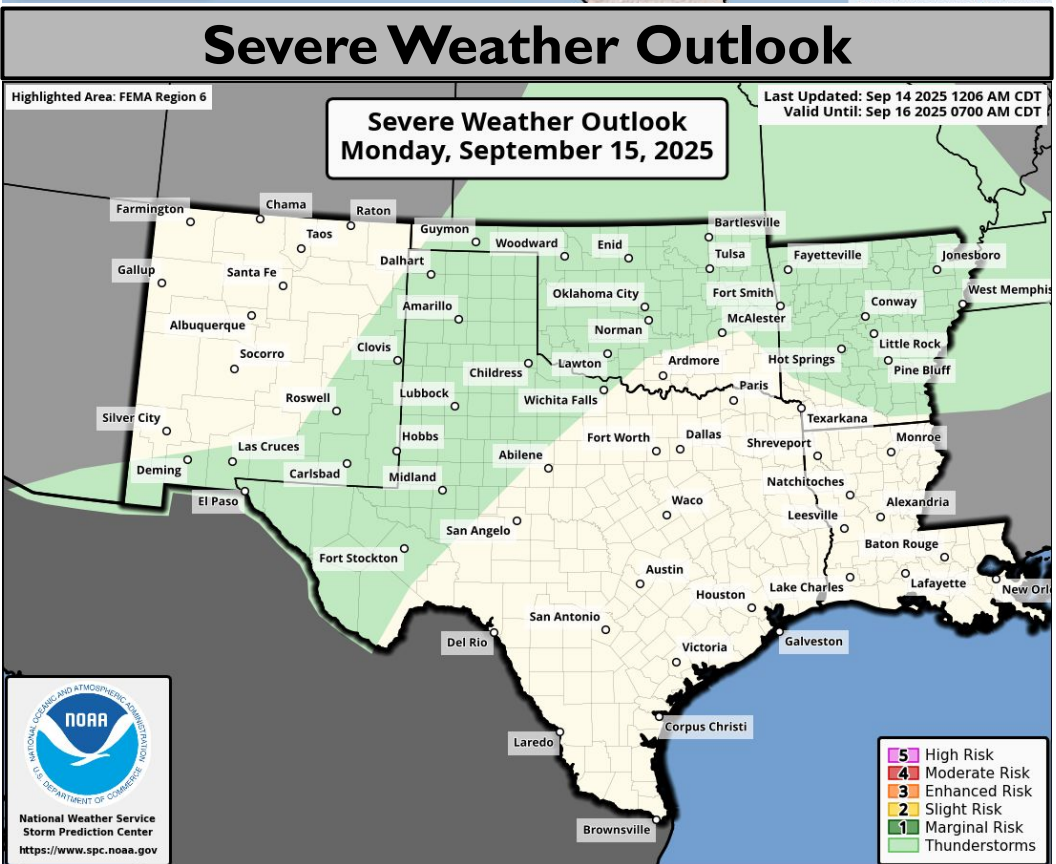 Severe Weather Outlook
Highlighted Area: FEMA Region 6
Last Updated: Sep 14 2025 1206 AM CDT
Valid Until: Sep 16 2025 0700 AM CDT
Severe Weather Outlook
Monday, September 15, 2025
Farmington
Chama
Raton
Taos
Guymon
Woodward
Enid
Bartlesville
Gallup
Santa Fe
Dalhart
Tulsa
Fayetteville
Jonesboro
Amarillo
Oklahoma City
Fort Smith
Conway
West Memphis
Albuquerque
Norman
McAlester
Socorro
Clovis
Childress
Lawton
Ardmore
Hot Springs
Little Rock
Pine Bluff
Roswell
Lubbock
Wichita Falls
Paris
Texarkana
Silver City
Las Cruces
Hobbs
Abilene
Fort Worth
Dallas
Shreveport
Monroe
Deming
Carlsbad
Midland
Natchitoches
El Paso
San Angelo
Waco
Leesville
Alexandria
Fort Stockton
Baton Rouge
Austin
Houston
Lake Charles
Lafayette
New Orl
San Antonio
Del Rio
Galveston
Victoria
Laredo
Corpus Christi
Brownsville
NATIONAL OCEANIC AND ATMOSPHERIC ADMINISTRATION
NOAA
U.S. DEPARTMENT OF COMMERCE
National Weather Service
Storm Prediction Center
https://www.spc.noaa.gov
5 High Risk
4 Moderate Risk
3 Enhanced Risk
2 Slight Risk
1 Marginal Risk
Thunderstorms